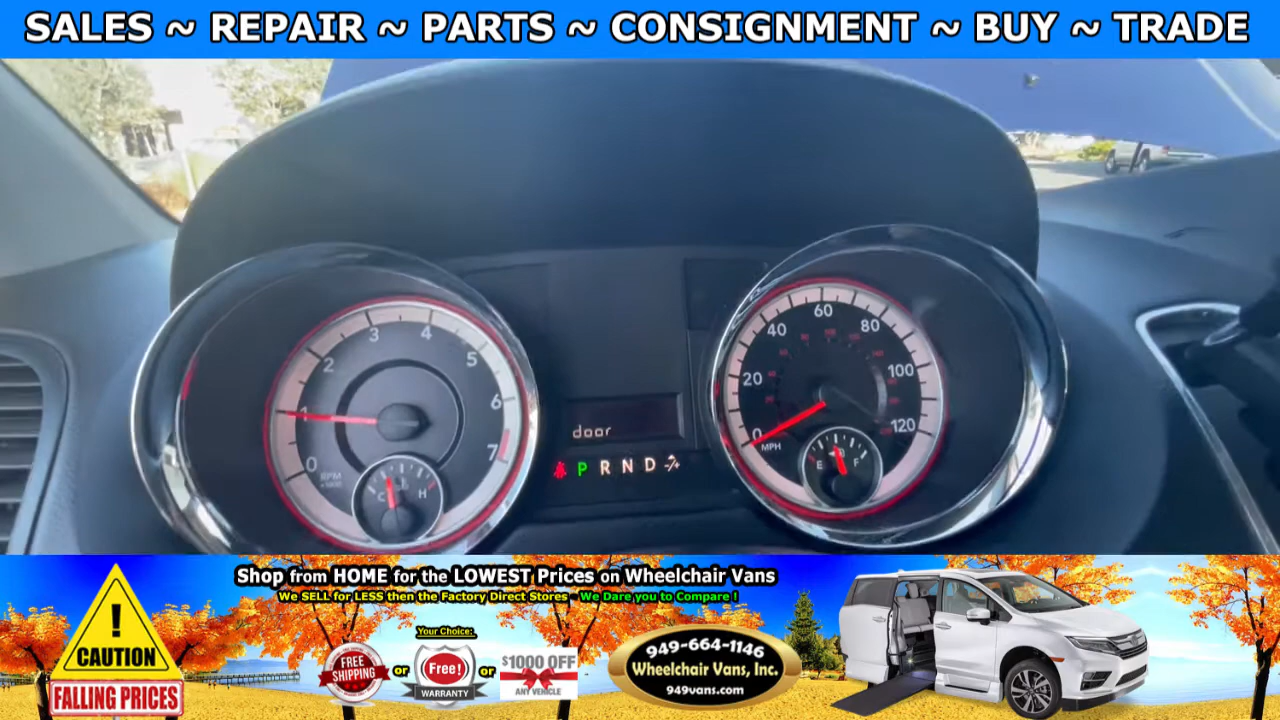 SALES ~ REPAIR ~ PARTS ~ CONSIGNMENT ~ BUY ~ TRADE
0 1 2 3 4 5 6 7
RPM
C H
door
P R N D
0 20 40 60 80 100 120
MPH
E F
! CAUTION
FALLING PRICES
Shop from HOME for the LOWEST Prices on Wheelchair Vans
We SELL for LESS then the Factory Direct Stores - We Dare you to Compare !
Your Choice:
FREE SHIPPING
or
Free!
WARRANTY
or
$1000 OFF
ANY VEHICLE
949-664-1146
Wheelchair Vans, Inc.
949vans.com